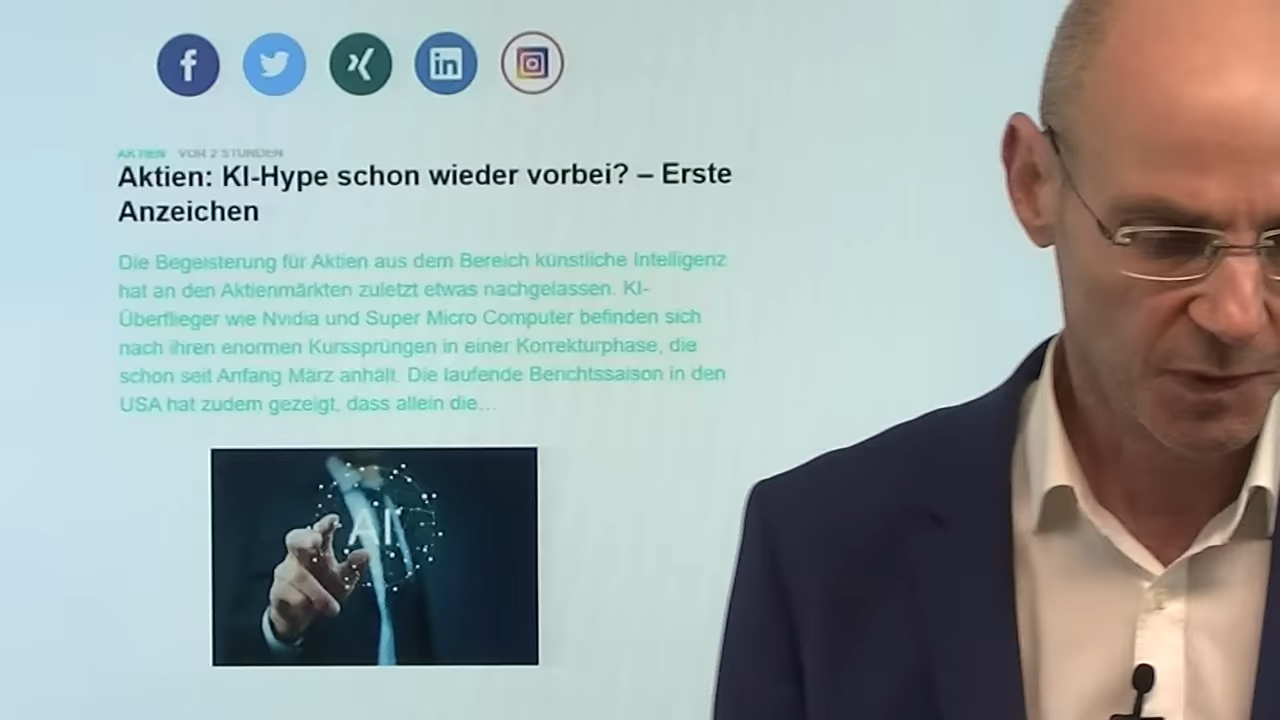 f
in
AKTIEN VOR 2 STUNDEN
Aktien: KI-Hype schon wieder vorbei? – Erste
Anzeichen
Die Begeisterung für Aktien aus dem Bereich künstliche Intelligenz
hat an den Aktienmärkten zuletzt etwas nachgelassen. KI-
Überflieger wie Nvidia und Super Micro Computer befinden sich
nach ihren enormen Kurssprüngen in einer Korrekturphase, die
schon seit Anfang März anhält. Die laufende Berichtssaison in den
USA hat zudem gezeigt, dass allein die...
AI